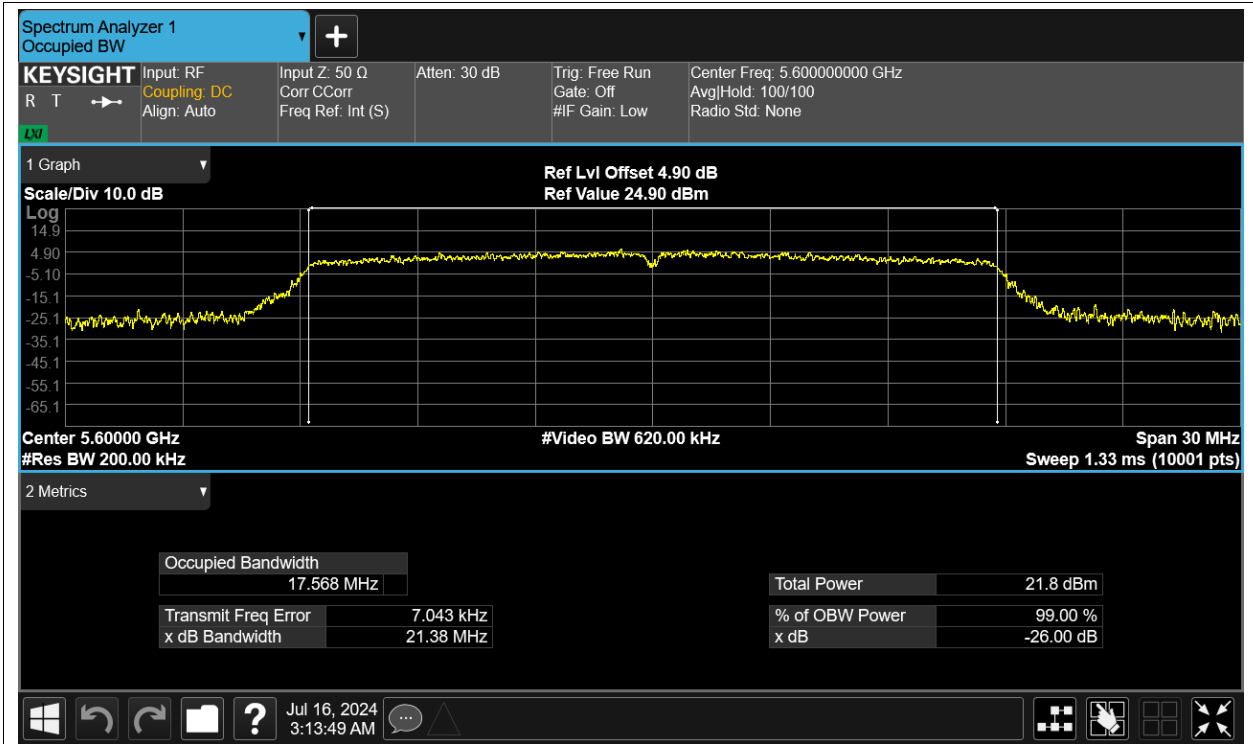 Spectrum Analyzer 1
Occupied BW
KEYSIGHT
R T
LXI
Input: RF
Coupling: DC
Align: Auto
Input Z: 50 Ω
Corr CCorr
Freq Ref: Int (S)
Atten: 30 dB
Trig: Free Run
Gate: Off
#IF Gain: Low
Center Freq: 5.600000000 GHz
Avg|Hold: 100/100
Radio Std: None
1 Graph
Scale/Div 10.0 dB
Ref Lvl Offset 4.90 dB
Ref Value 24.90 dBm
Log
14.9
4.90
-5.10
-15.1
-25.1
-35.1
-45.1
-55.1
-65.1
Center 5.60000 GHz
#Res BW 200.00 kHz
#Video BW 620.00 kHz
Span 30 MHz
Sweep 1.33 ms (10001 pts)
2 Metrics
Occupied Bandwidth
17.568 MHz
Transmit Freq Error 7.043 kHz
x dB Bandwidth 21.38 MHz
Total Power 21.8 dBm
% of OBW Power 99.00 %
x dB -26.00 dB
?
Jul 16, 2024
3:13:49 AM